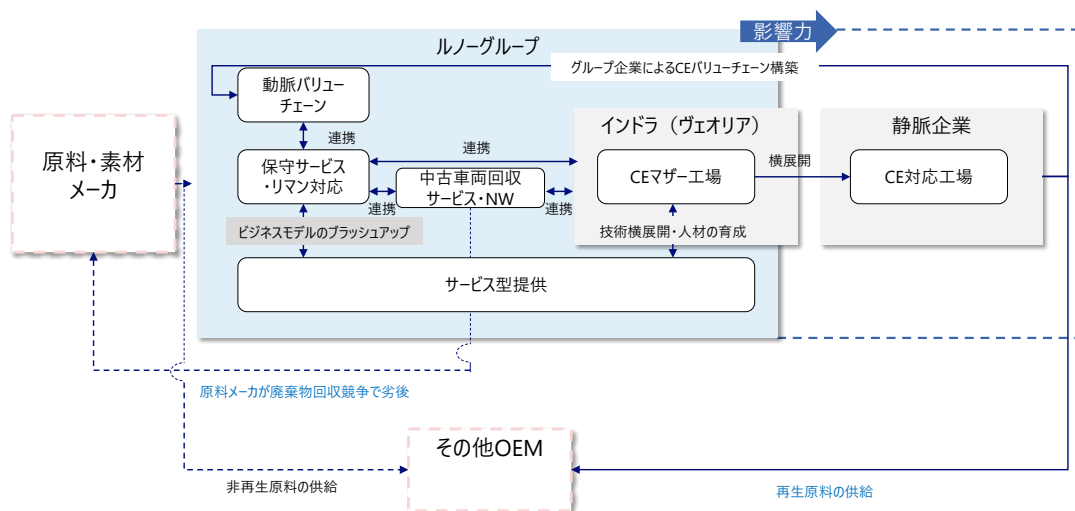 影響力
ルノーグループ
グループ企業によるCEバリューチェーン構築
動脈バリュー
チェーン
原料・素材
メーカ
連携
保守サービス
・リマン対応
連携
中古車両回収
サービス・NW
連携
連携
インドラ（ヴェオリア）
CEマザー工場
横展開
静脈企業
CE対応工場
ビジネスモデルのブラッシュアップ
技術横展開・人材の育成
サービス型提供
原料メーカが廃棄物回収競争で劣後
その他OEM
非再生原料の供給
再生原料の供給